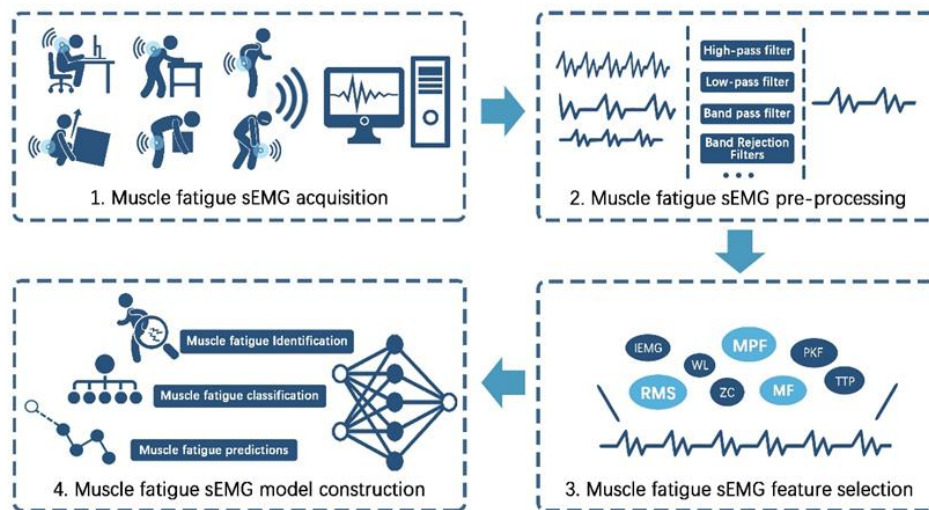 1. Muscle fatigue sEMG acquisition
High-pass filter
Low-pass filter
Band pass filter
Band Rejection
Filters
2. Muscle fatigue sEMG pre-processing
IEMG
WL
MPF
PKF
RMS
ZC
MF
TTP
3. Muscle fatigue sEMG feature selection
Muscle fatigue Identification
Muscle fatigue classification
Muscle fatigue predictions
4. Muscle fatigue sEMG model construction